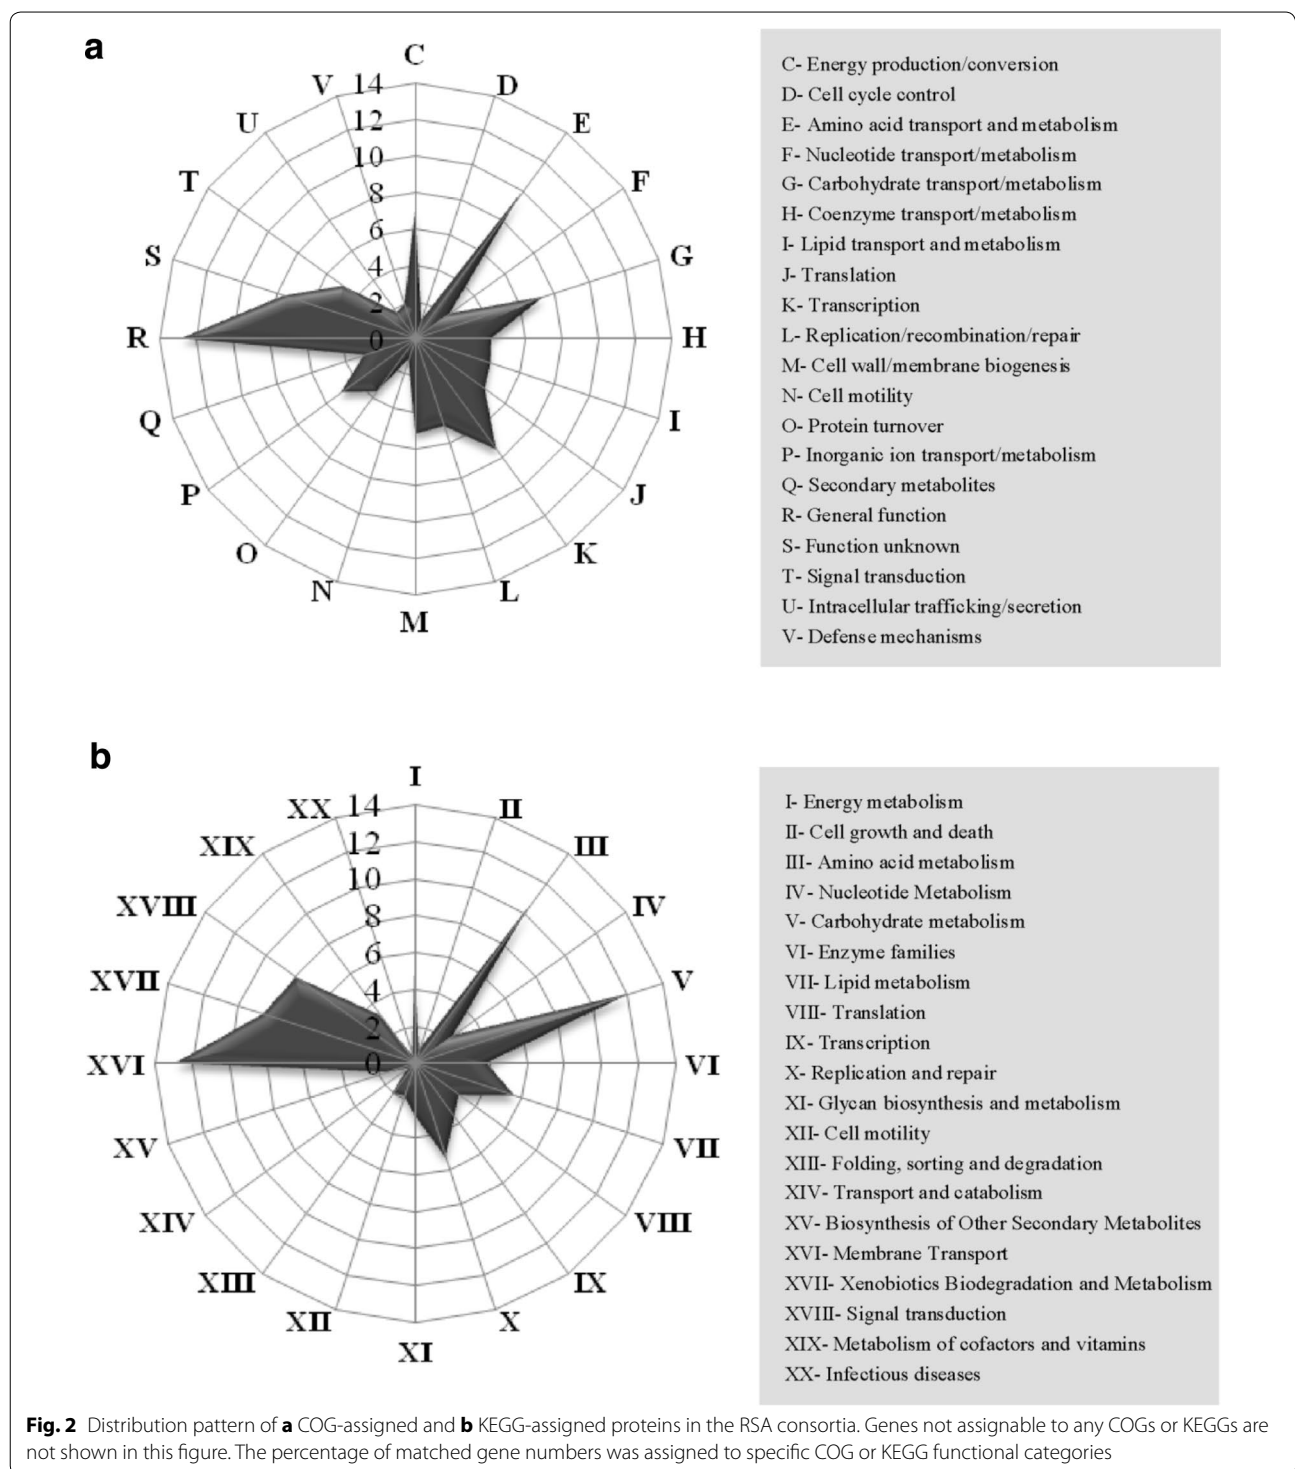 a
C
D
E
F
G
H
I
J
K
L
M
N
O
P
Q
R
S
T
U
V
14
12
10
8
6
4
2
0
C- Energy production/conversion
D- Cell cycle control
E- Amino acid transport and metabolism
F- Nucleotide transport/metabolism
G- Carbohydrate transport/metabolism
H- Coenzyme transport/metabolism
I- Lipid transport and metabolism
J- Translation
K- Transcription
L- Replication/recombination/repair
M- Cell wall/membrane biogenesis
N- Cell motility
O- Protein turnover
P- Inorganic ion transport/metabolism
Q- Secondary metabolites
R- General function
S- Function unknown
T- Signal transduction
U- Intracellular trafficking/secretion
V- Defense mechanisms
b
I
II
III
IV
V
VI
VII
VIII
IX
X
XI
XII
XIII
XIV
XV
XVI
XVII
XVIII
XIX
XX
14
12
10
8
6
4
2
0
I- Energy metabolism
II- Cell growth and death
III- Amino acid metabolism
IV- Nucleotide Metabolism
V- Carbohydrate metabolism
VI- Enzyme families
VII- Lipid metabolism
VIII- Translation
IX- Transcription
X- Replication and repair
XI- Glycan biosynthesis and metabolism
XII- Cell motility
XIII- Folding, sorting and degradation
XIV- Transport and catabolism
XV- Biosynthesis of Other Secondary Metabolites
XVI- Membrane Transport
XVII- Xenobiotics Biodegradation and Metabolism
XVIII- Signal transduction
XIX- Metabolism of cofactors and vitamins
XX- Infectious diseases
Fig. 2 Distribution pattern of a COG-assigned and b KEGG-assigned proteins in the RSA consortia. Genes not assignable to any COGs or KEGGs are
not shown in this figure. The percentage of matched gene numbers was assigned to specific COG or KEGG functional categories